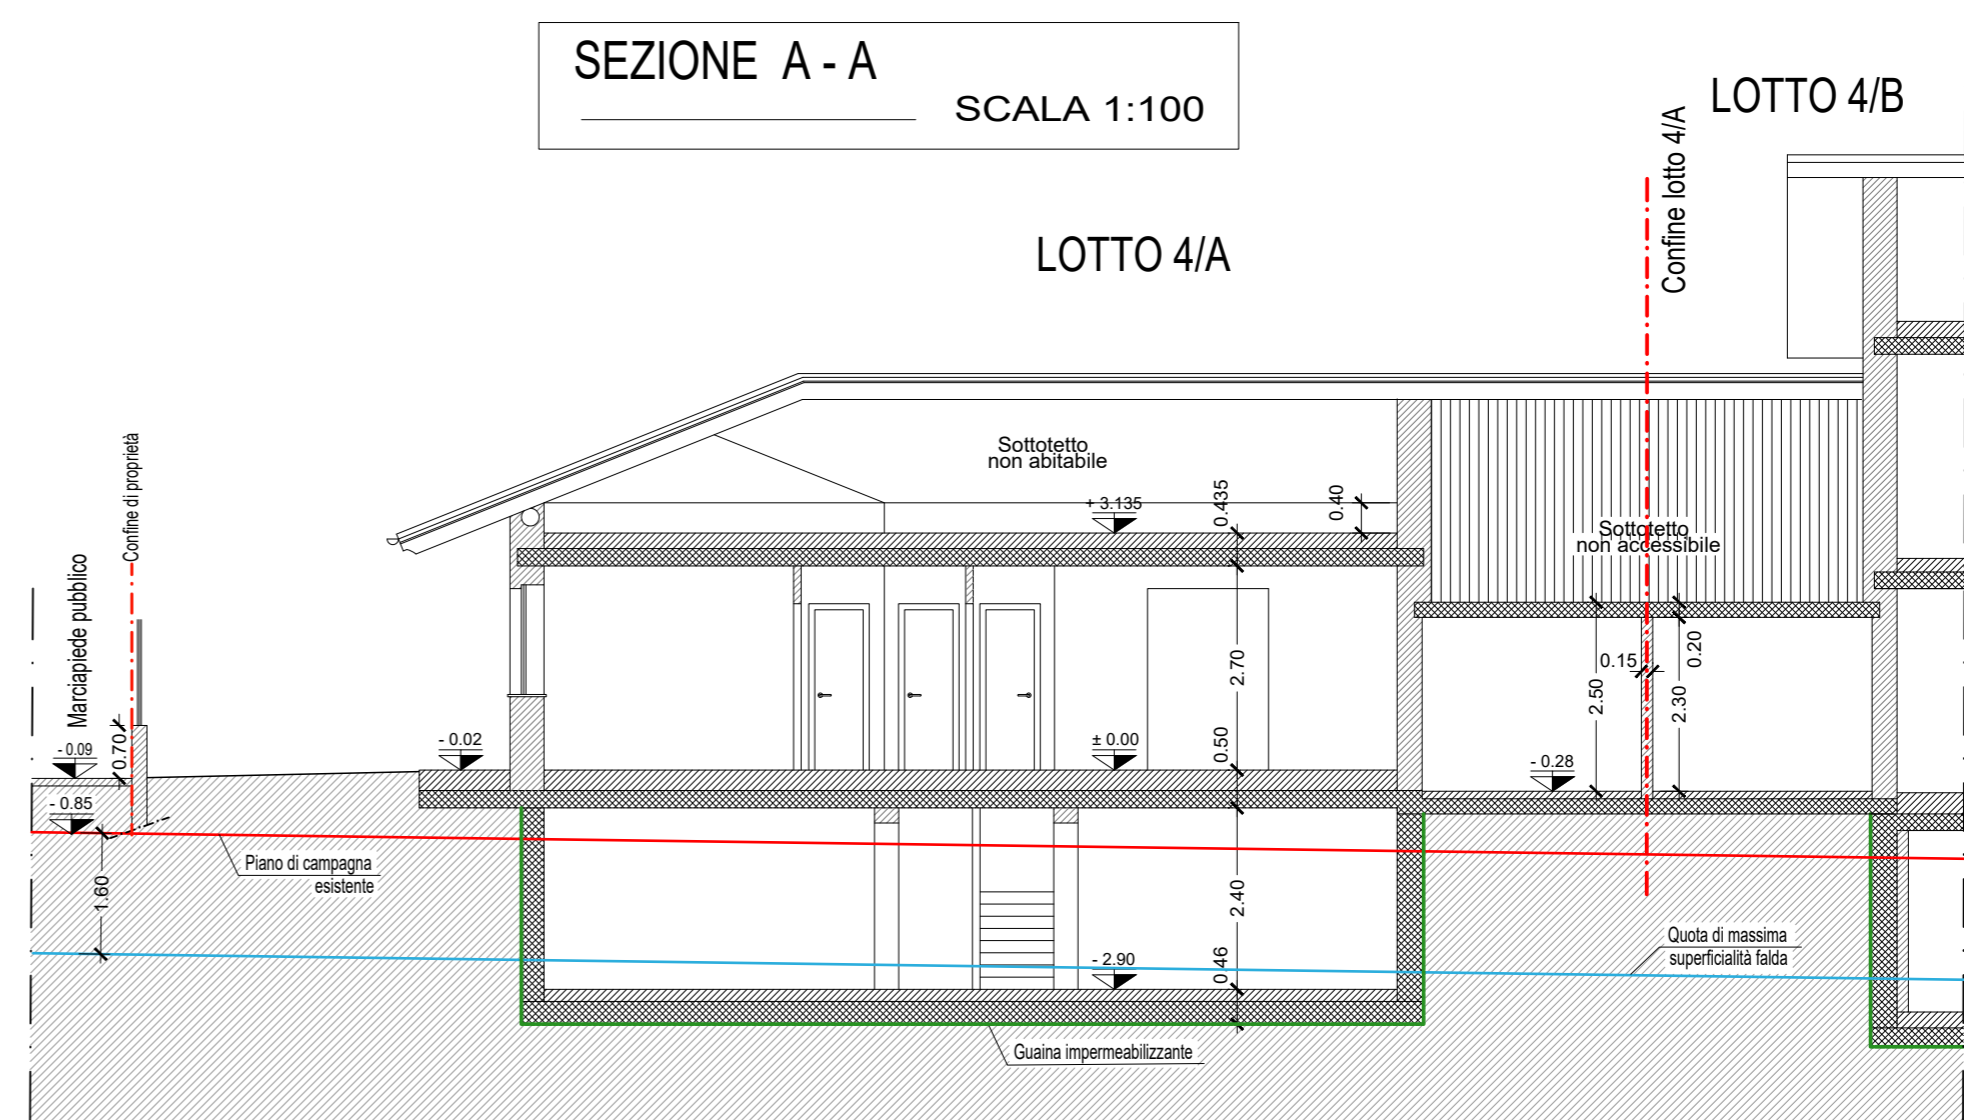 SEZIONE A - A
SCALA 1:100
LOTTO 4/B
Confine lotto 4/A
LOTTO 4/A
Confine di proprietà
Marciapiede pubblico
Sottotetto
non abitabile
+ 3.135
0.435
0.40
Sottotetto
non accessibile
2.70
0.15
0.20
2.50
2.30
- 0.09
0.70
- 0.02
± 0.00
0.50
- 0.28
- 0.85
Piano di campagna
esistente
1.60
2.40
- 2.90
0.46
Quota di massima
superficialità falda
Guaina impermeabilizzante